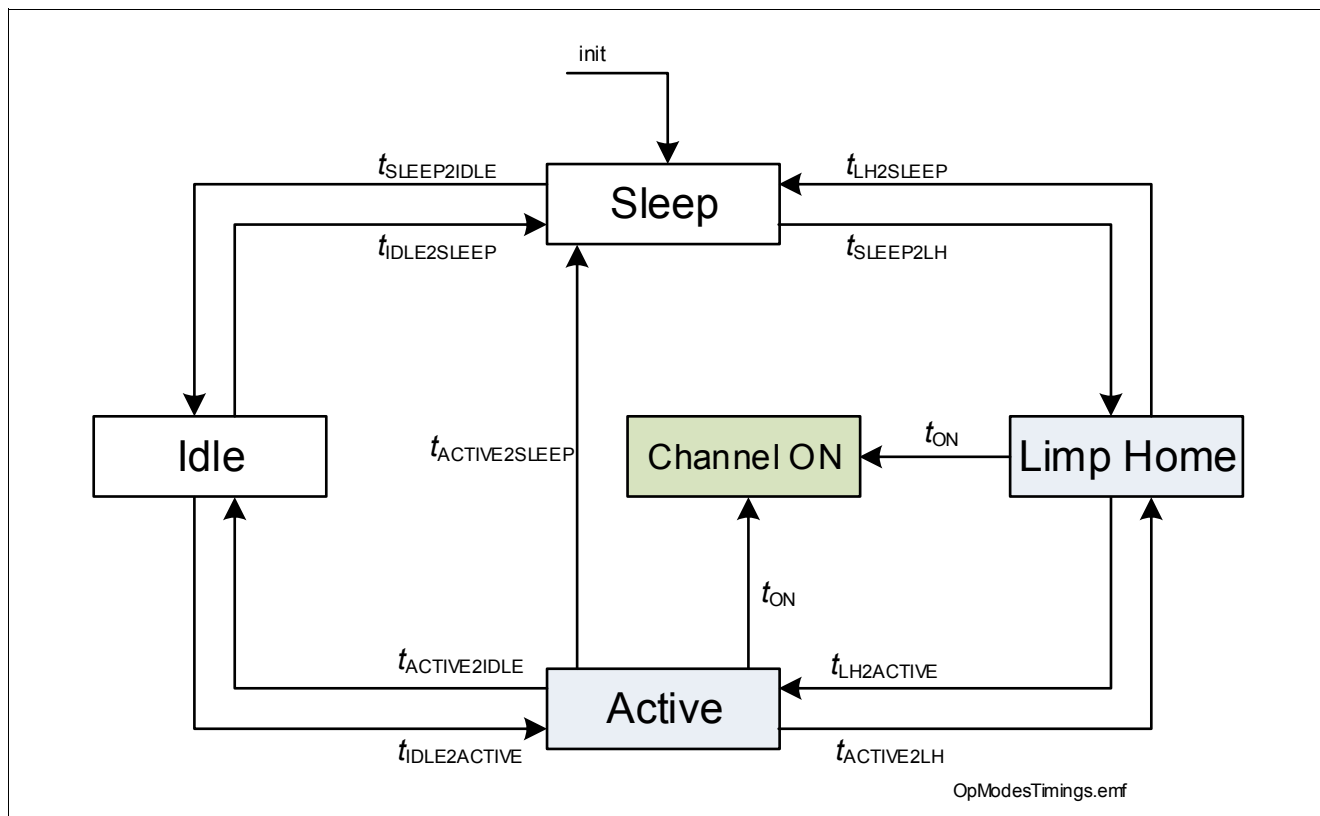 init
tSLEEP2IDLE
tLH2SLEEP
Sleep
tIDLE2SLEEP
tSLEEP2LH
Idle
tACTIVE2SLEEP
Channel ON
tON
Limp Home
tON
tACTIVE2IDLE
tLH2ACTIVE
Active
tIDLE2ACTIVE
tACTIVE2LH
OpModesTimings.emf